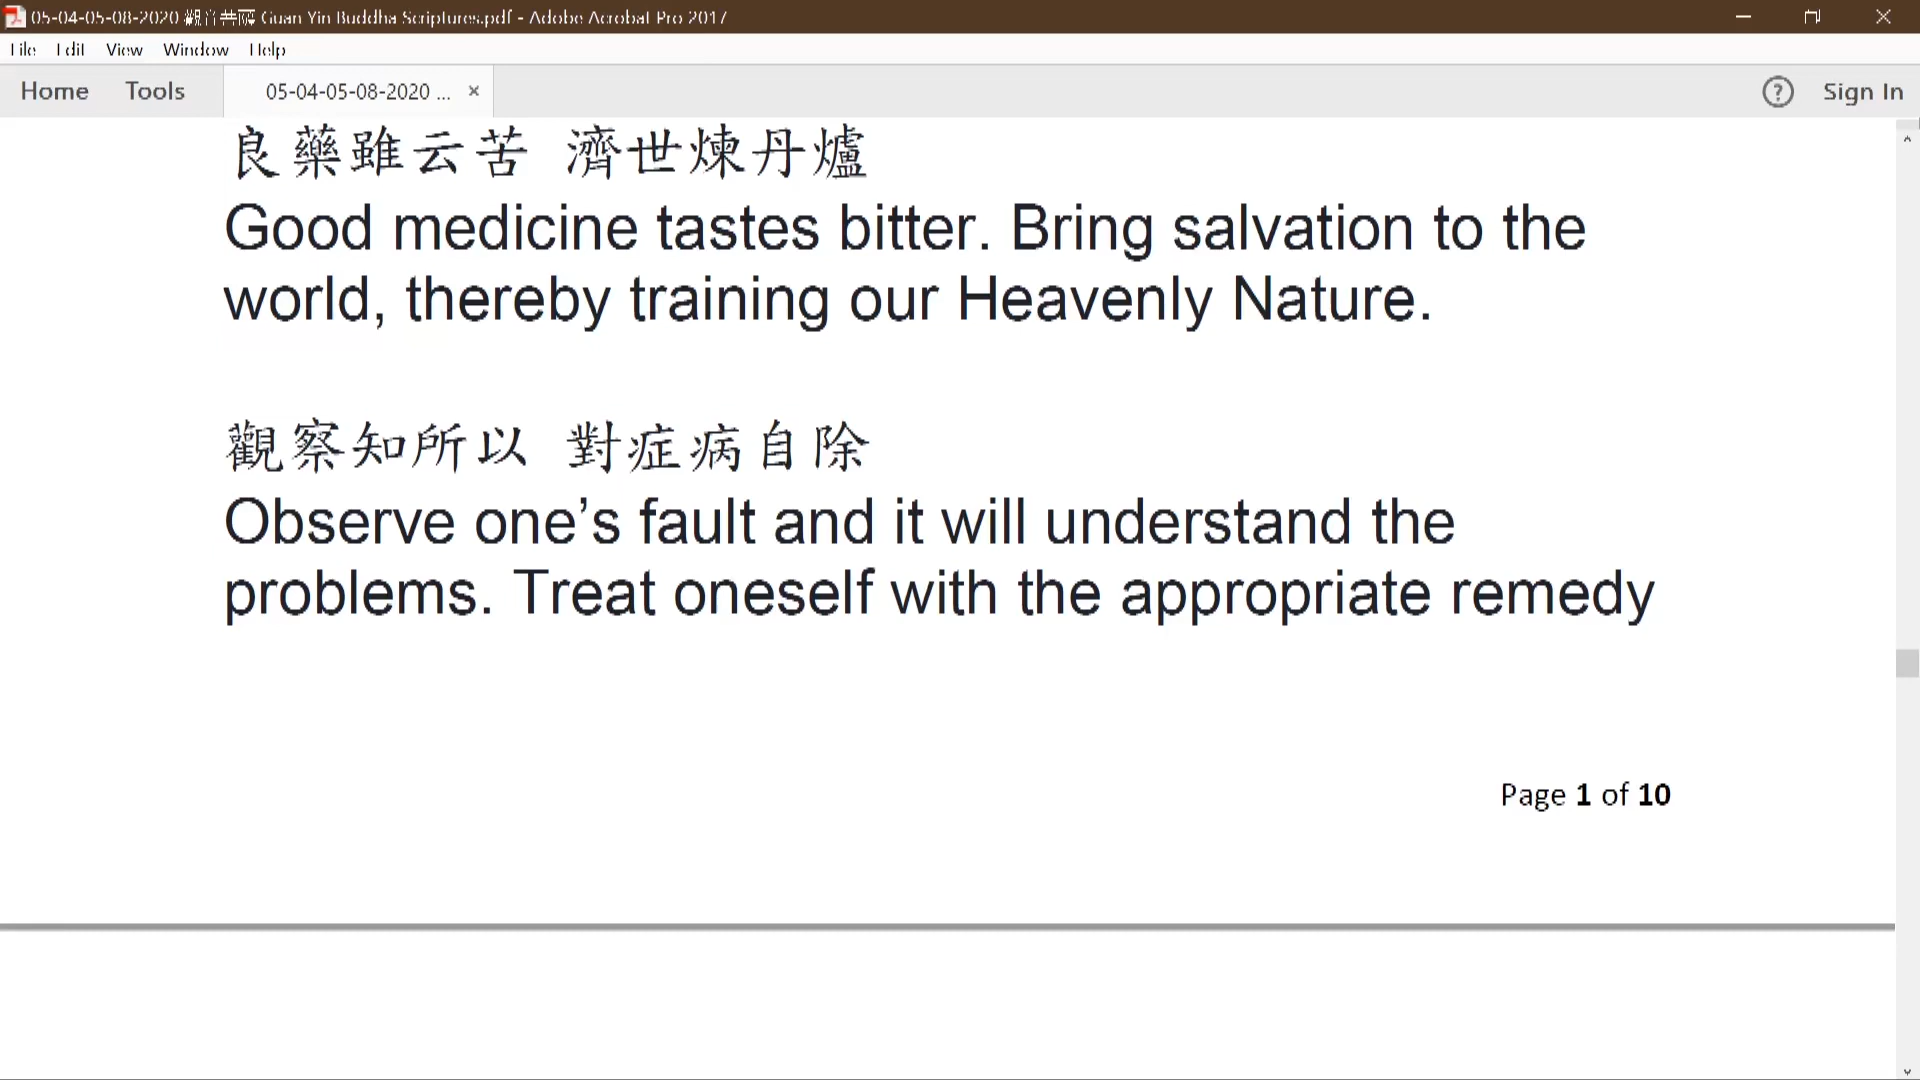 05-04-05-08-2020 觀音菩薩 Guan Yin Buddha Scriptures.pdf - Adobe Acrobat Pro 2017
File Edit View Window Help
Home Tools 05-04-05-08-2020 ... × ? Sign In
良藥雖云苦 濟世煉丹爐
Good medicine tastes bitter. Bring salvation to the
world, thereby training our Heavenly Nature.
觀察知所以 對症病自除
Observe one’s fault and it will understand the
problems. Treat oneself with the appropriate remedy
Page 1 of 10